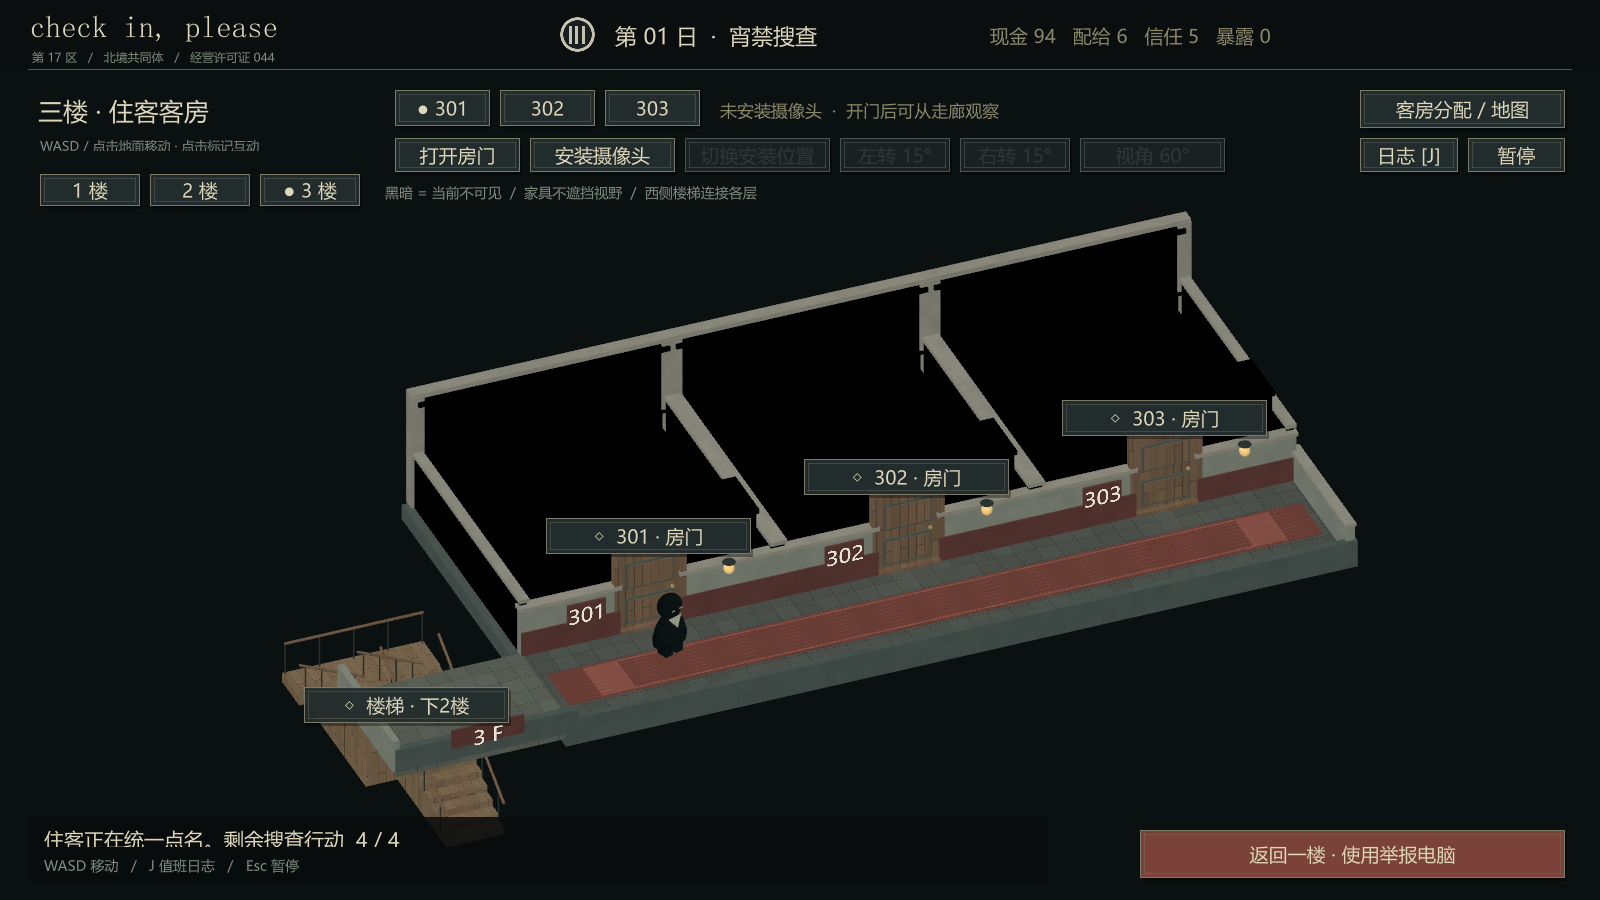 check in, please
第 17 区 / 北境共同体 / 经营许可证 044
第 01 日 · 宵禁搜查
现金 94 配给 6 信任 5 暴露 0
三楼 · 住客客房
WASD / 点击地面移动 · 点击标记互动
1 楼 2 楼 ● 3 楼
● 301 302 303 未安装摄像头 · 开门后可从走廊观察
打开房门 安装摄像头 切换安装位置 左转 15° 右转 15° 视角 60°
黑暗 = 当前不可见 / 家具不遮挡视野 / 西侧楼梯连接各层
客房分配 / 地图
日志 [J] 暂停
◇ 303 · 房门
◇ 302 · 房门
◇ 301 · 房门
303
302
301
◇ 楼梯 · 下2楼
3 F
住客正在统一点名。剩余搜查行动 4 / 4
WASD 移动 / J 值班日志 / Esc 暂停
返回一楼 · 使用举报电脑